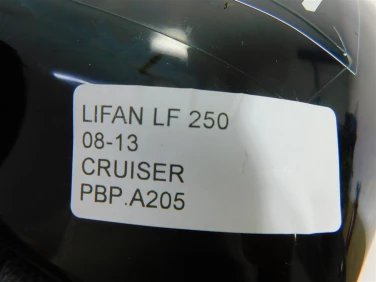 LIFAN LF 250
08-13
CRUISER
PBP.A205